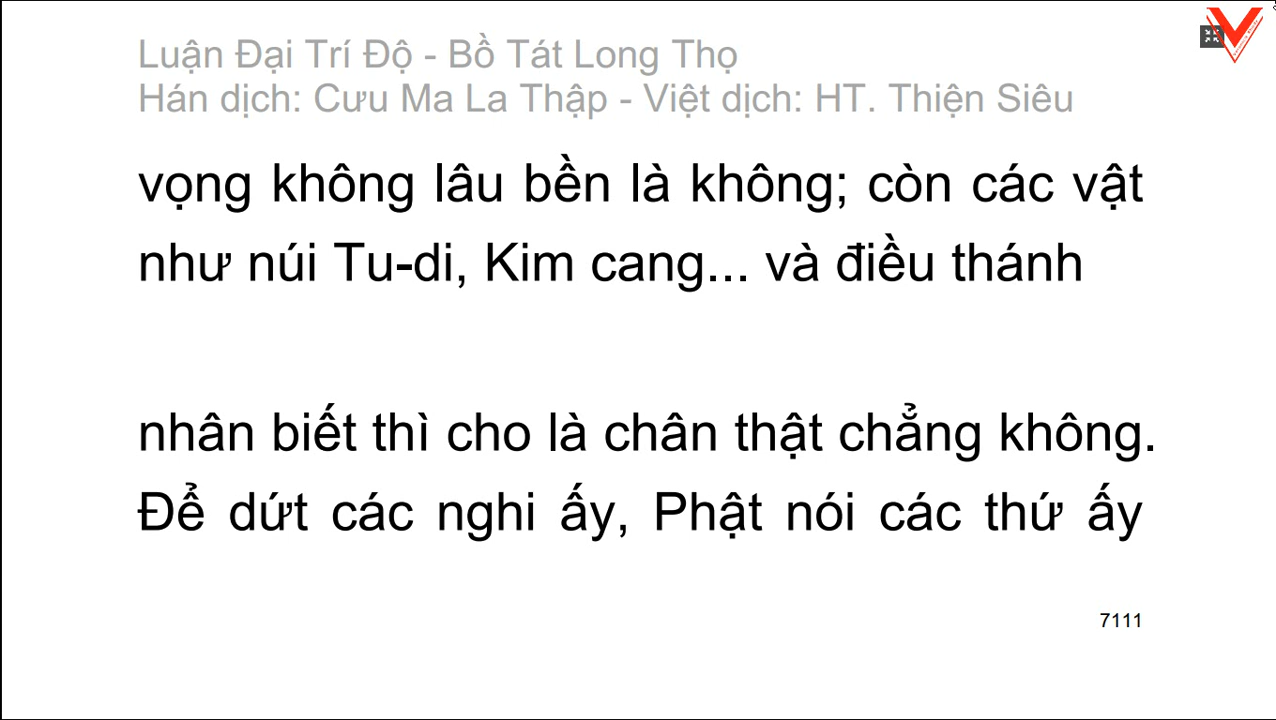 Luận Đại Trí Độ - Bồ Tát Long Thọ
Hán dịch: Cưu Ma La Thập - Việt dịch: HT. Thiện Siêu
vọng không lâu bền là không; còn các vật
như núi Tu-di, Kim cang... và điều thánh
nhân biết thì cho là chân thật chẳng không.
Để dứt các nghi ấy, Phật nói các thứ ấy
7111